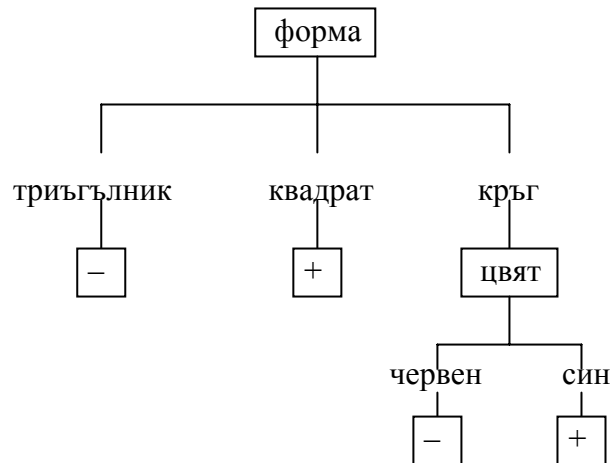 форма
триъгълник квадрат кръг
– + цвят
червен син
– +